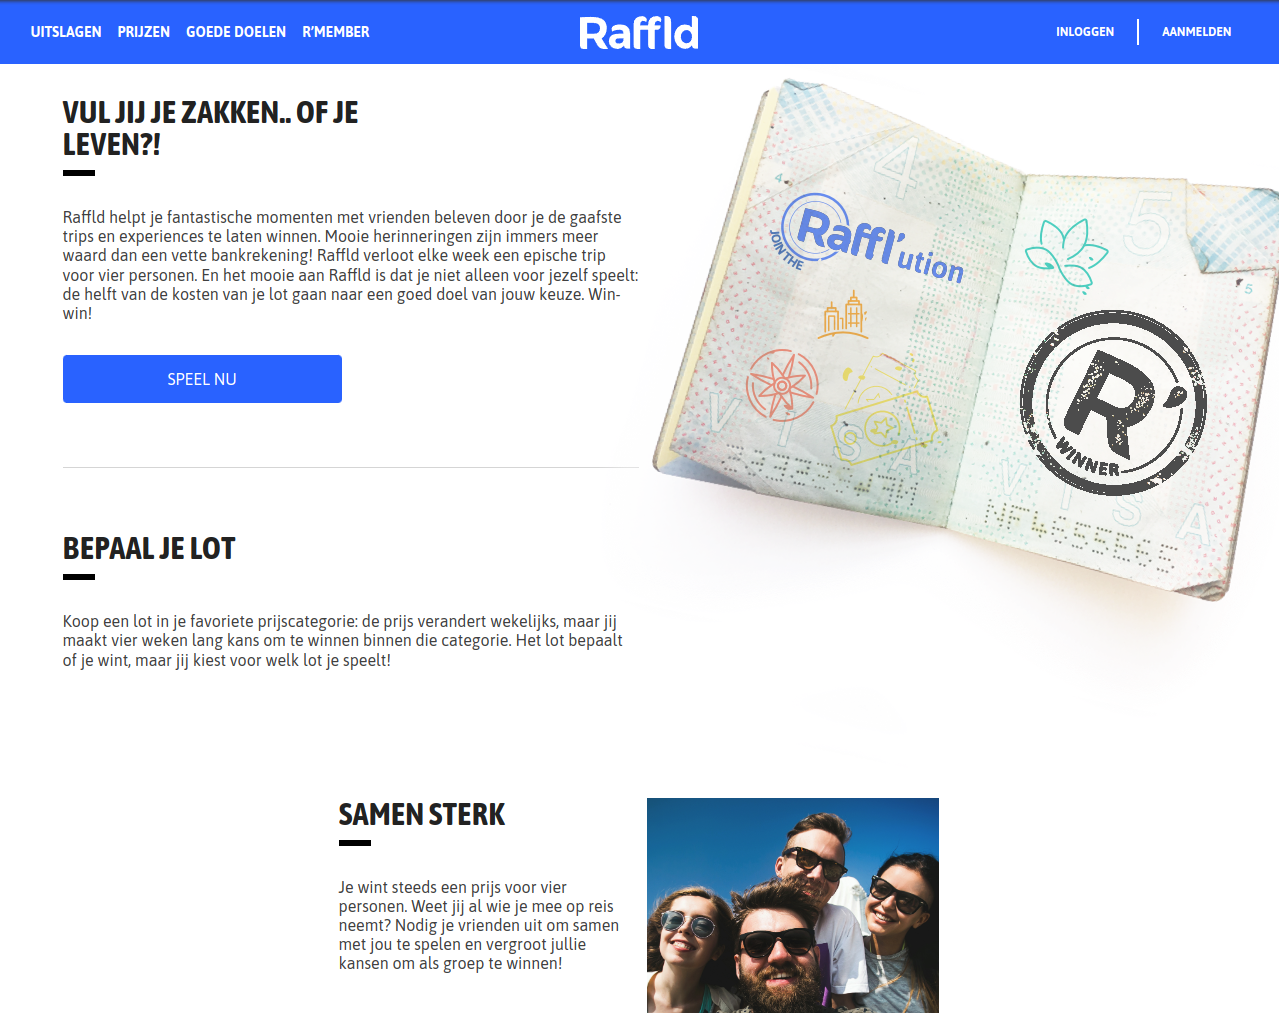 UITSLAGEN PRIJZEN GOEDE DOELEN R'MEMBER
Raffld
INLOGGEN AANMELDEN
VUL JIJ JE ZAKKEN.. OF JE
LEVEN?!
Raffld helpt je fantastische momenten met vrienden beleven door je de gaafste
trips en experiences te laten winnen. Mooie herinneringen zijn immers meer
waard dan een vette bankrekening! Raffld verloot elke week een epische trip
voor vier personen. En het mooie aan Raffld is dat je niet alleen voor jezelf speelt:
de helft van de kosten van je lot gaan naar een goed doel van jouw keuze. Win-
win!
SPEEL NU
4
4
JOIN THE
Raffl'ution
VISA
5
5
R'
WINNER
VISA
BEPAAL JE LOT
Koop een lot in je favoriete prijscategorie: de prijs verandert wekelijks, maar jij
maakt vier weken lang kans om te winnen binnen die categorie. Het lot bepaalt
of je wint, maar jij kiest voor welk lot je speelt!
SAMEN STERK
Je wint steeds een prijs voor vier
personen. Weet jij al wie je mee op reis
neemt? Nodig je vrienden uit om samen
met jou te spelen en vergroot jullie
kansen om als groep te winnen!